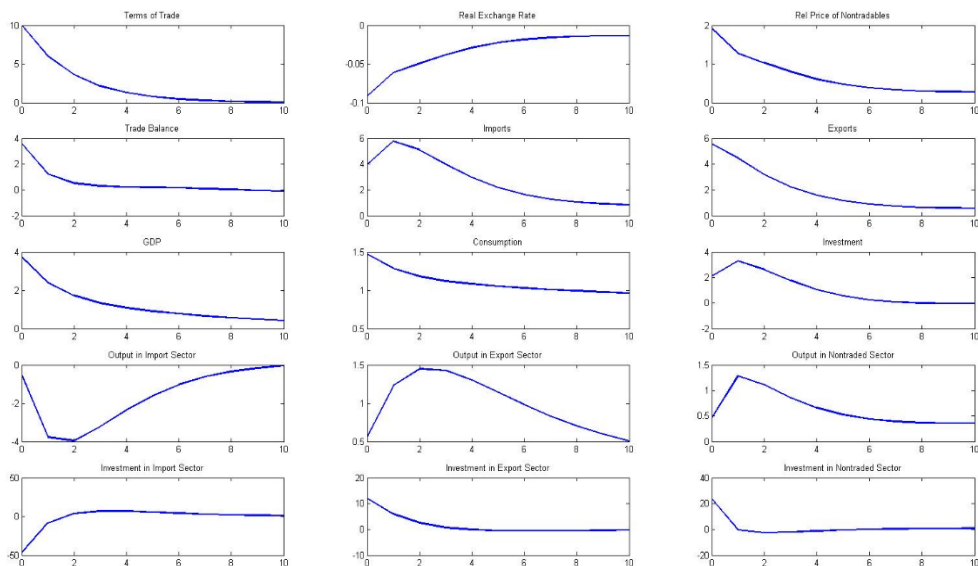 Terms of Trade
10
5
0
0 2 4 6 8 10
Real Exchange Rate
0
-0.05
-0.1
0 2 4 6 8 10
Rel Price of Nontradables
2
1
0
0 2 4 6 8 10
Trade Balance
4
2
0
-2
0 2 4 6 8 10
Imports
6
4
2
0
0 2 4 6 8 10
Exports
6
4
2
0
0 2 4 6 8 10
GDP
4
2
0
0 2 4 6 8 10
Consumption
1.5
1
0.5
0 2 4 6 8 10
Investment
4
2
0
-2
0 2 4 6 8 10
Output in Import Sector
0
-2
-4
0 2 4 6 8 10
Output in Export Sector
1.5
1
0.5
0 2 4 6 8 10
Output in Nontraded Sector
1.5
1
0.5
0
0 2 4 6 8 10
Investment in Import Sector
50
0
-50
0 2 4 6 8 10
Investment in Export Sector
20
10
0
-10
0 2 4 6 8 10
Investment in Nontraded Sector
40
20
0
-20
0 2 4 6 8 10